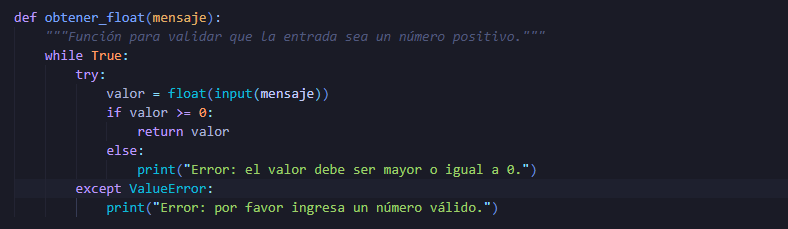 def obtener_float(mensaje):
    """Función para validar que la entrada sea un número positivo."""
    while True:
        try:
            valor = float(input(mensaje))
            if valor >= 0:
                return valor
            else:
                print("Error: el valor debe ser mayor o igual a 0.")
        except ValueError:
            print("Error: por favor ingresa un número válido.")